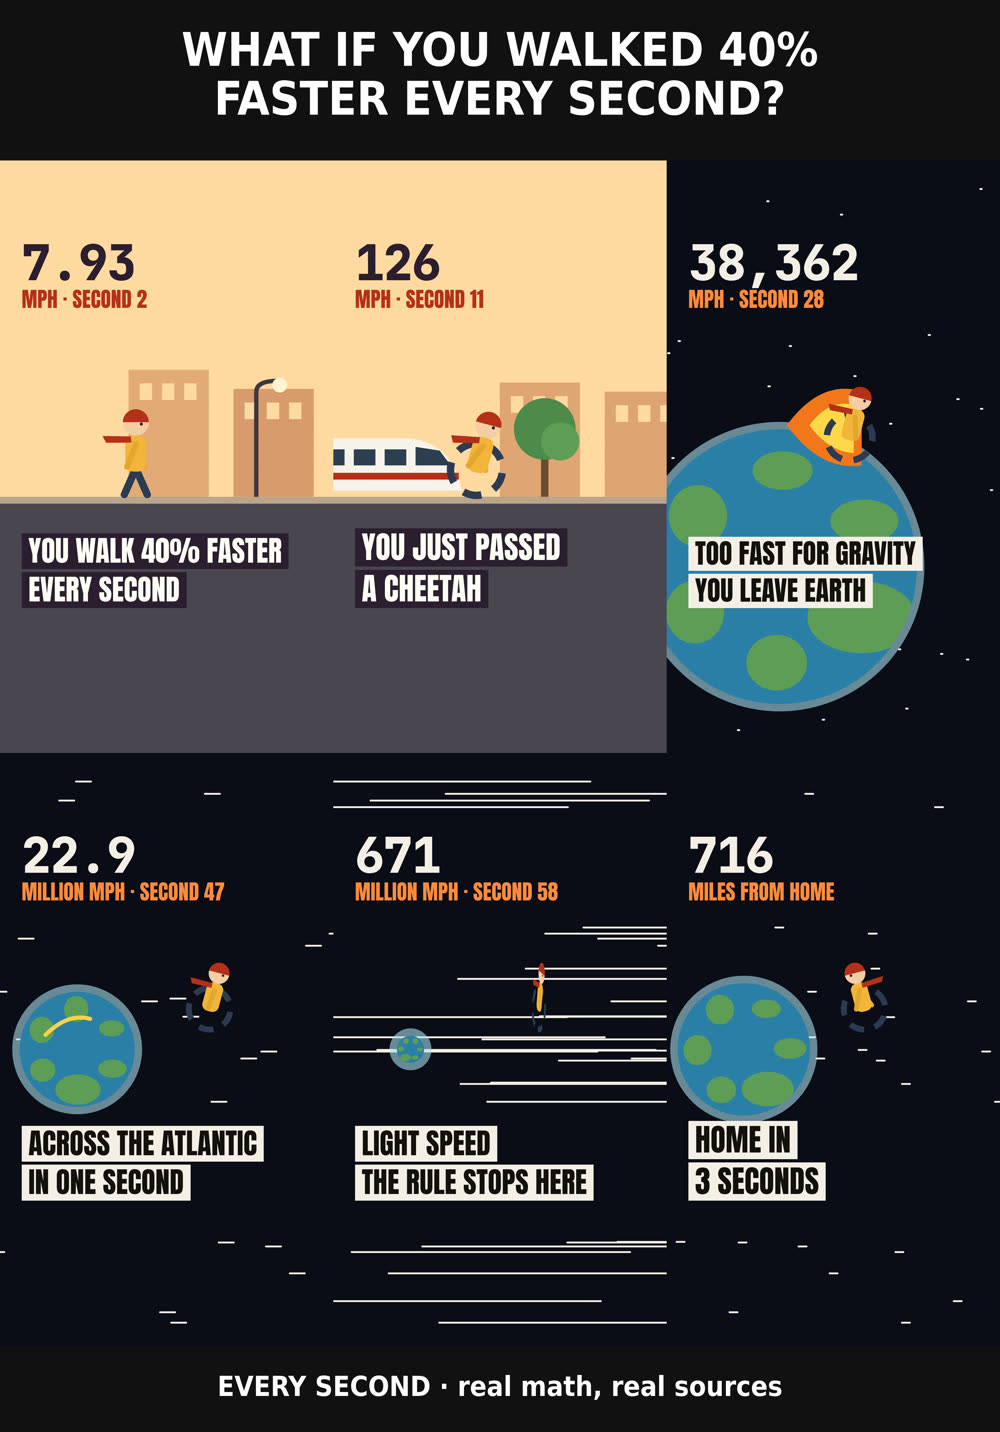 WHAT IF YOU WALKED 40%
FASTER EVERY SECOND?
7.93
MPH · SECOND 2
YOU WALK 40% FASTER
EVERY SECOND
126
MPH · SECOND 11
YOU JUST PASSED
A CHEETAH
38,362
MPH · SECOND 28
TOO FAST FOR GRAVITY
YOU LEAVE EARTH
22.9
MILLION MPH · SECOND 47
ACROSS THE ATLANTIC
IN ONE SECOND
671
MILLION MPH · SECOND 58
LIGHT SPEED
THE RULE STOPS HERE
716
MILES FROM HOME
HOME IN
3 SECONDS
EVERY SECOND · real math, real sources